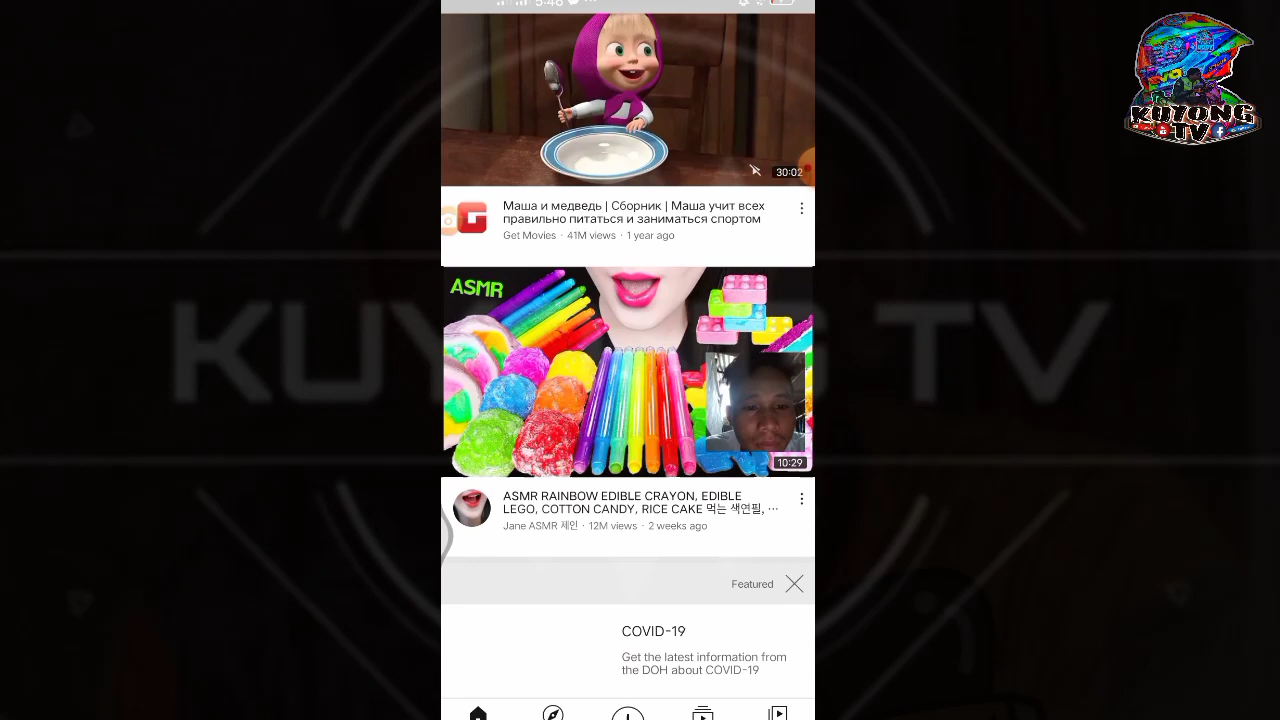 5:46
30:02
Маша и медведь | Сборник | Маша учит всех
правильно питаться и заниматься спортом
Get Movies · 41M views · 1 year ago
ASMR
10:29
ASMR RAINBOW EDIBLE CRAYON, EDIBLE
LEGO, COTTON CANDY, RICE CAKE 먹는 색연필, ...
Jane ASMR 제인 · 12M views · 2 weeks ago
Featured
COVID-19
Get the latest information from
the DOH about COVID-19
KUYONG
TV
KU TV